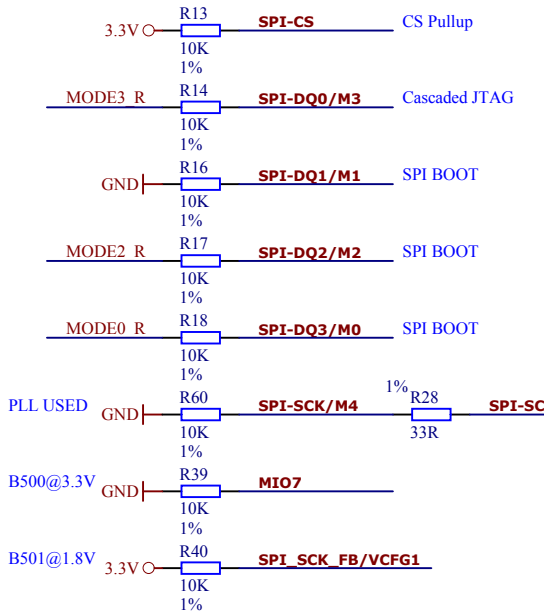 R13
3.3V SPI-CS CS Pullup
10K
1%
R14
MODE3_R SPI-DQ0/M3 Cascaded JTAG
10K
1%
R16
GND SPI-DQ1/M1 SPI BOOT
10K
1%
R17
MODE2_R SPI-DQ2/M2 SPI BOOT
10K
1%
R18
MODE0_R SPI-DQ3/M0 SPI BOOT
10K
1%
1%
PLL USED GND R60 SPI-SCK/M4 R28 SPI-SC
10K 33R
1%
B500@3.3V GND R39 MIO7
10K
1%
B501@1.8V 3.3V R40 SPI_SCK_FB/VCFG1
10K
1%